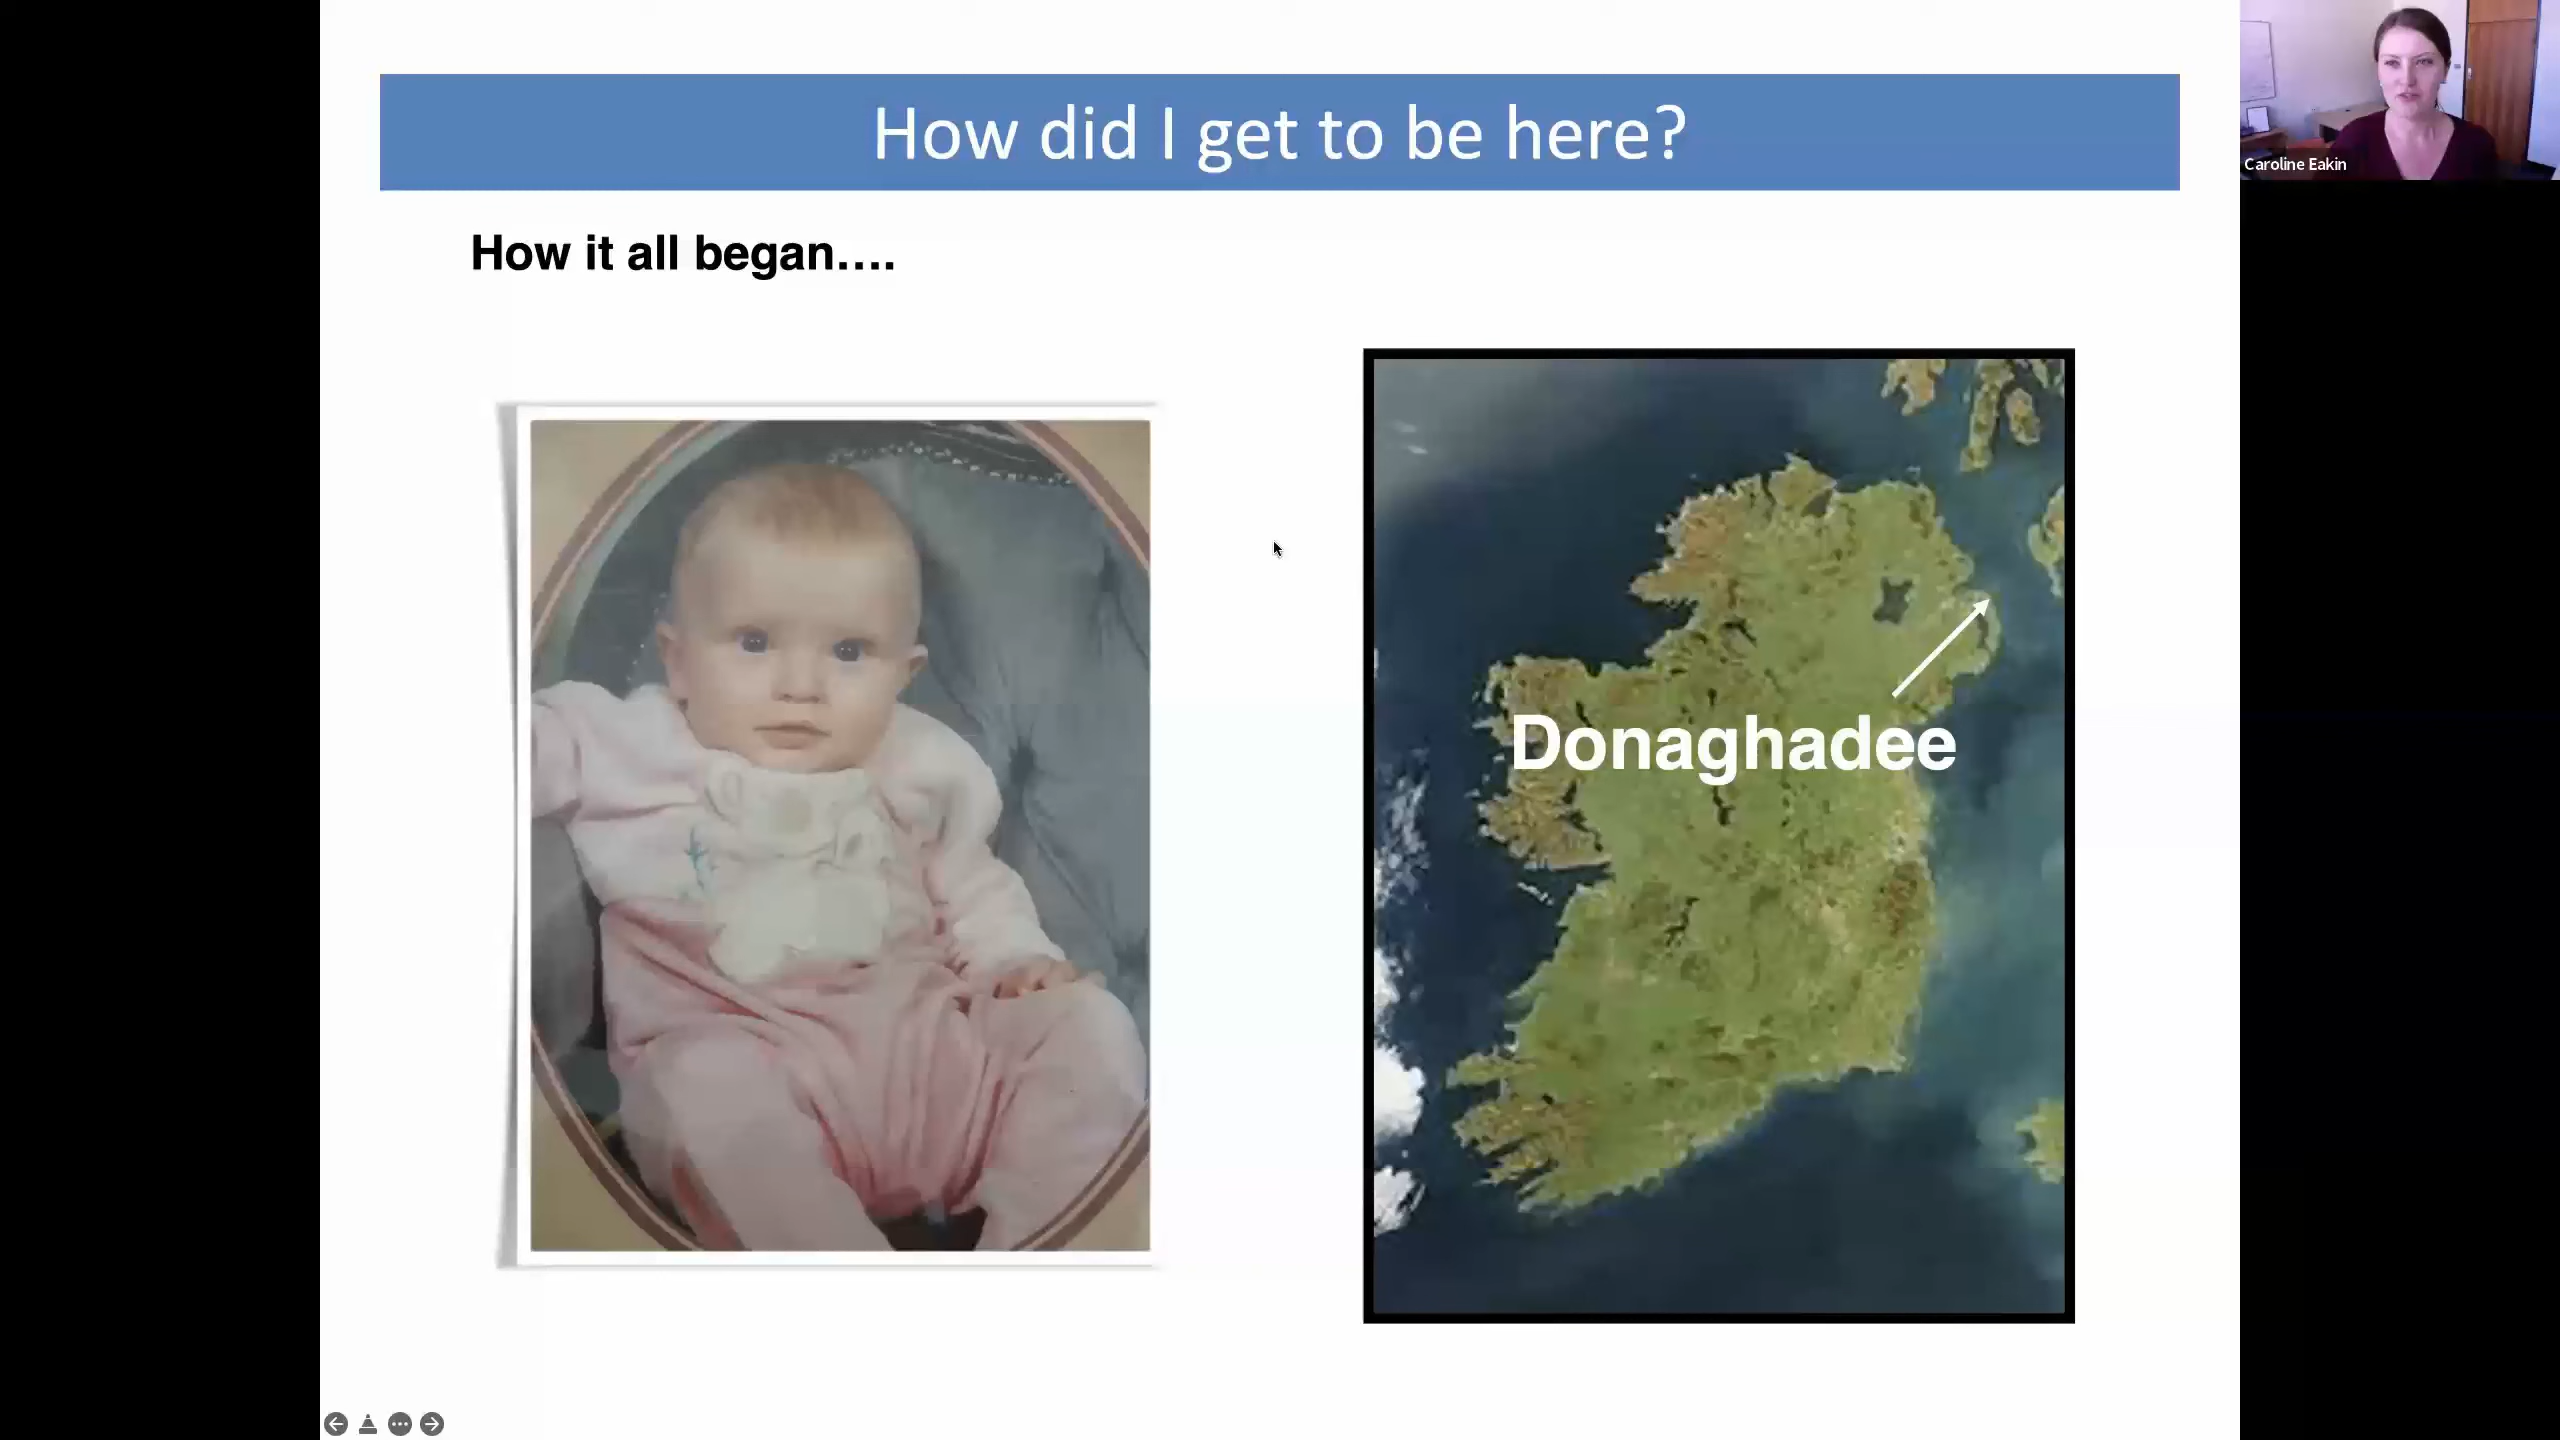 How did I get to be here?
Caroline Eakin
How it all began....
Donaghadee